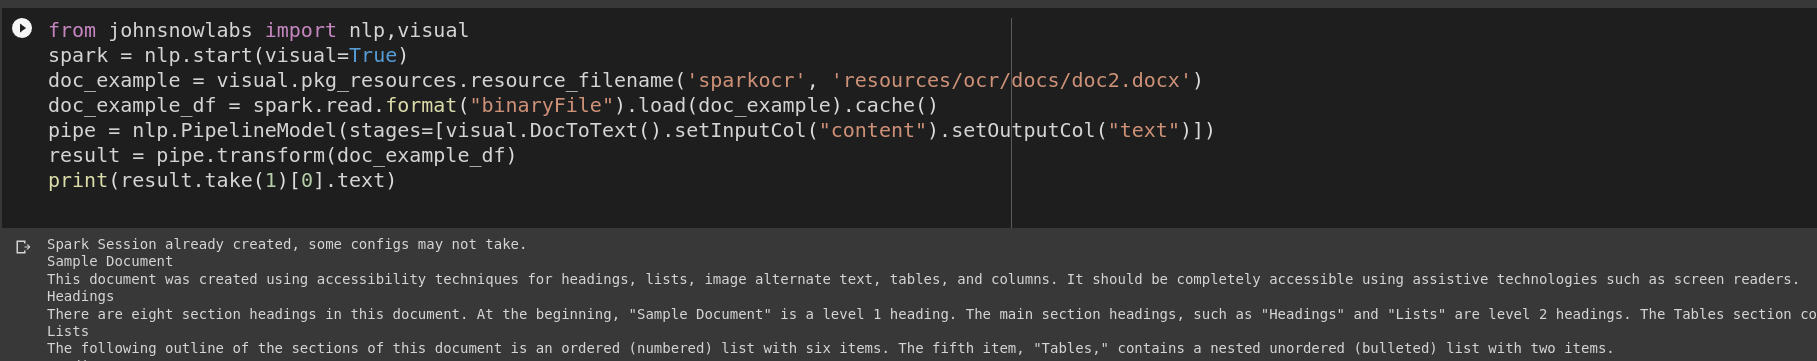 from johnsnowlabs import nlp,visual
spark = nlp.start(visual=True)
doc_example = visual.pkg_resources.resource_filename('sparkocr', 'resources/ocr/docs/doc2.docx')
doc_example_df = spark.read.format("binaryFile").load(doc_example).cache()
pipe = nlp.PipelineModel(stages=[visual.DocToText().setInputCol("content").setOutputCol("text")])
result = pipe.transform(doc_example_df)
print(result.take(1)[0].text)
Spark Session already created, some configs may not take.
Sample Document
This document was created using accessibility techniques for headings, lists, image alternate text, tables, and columns. It should be completely accessible using assistive technologies such as screen readers.
Headings
There are eight section headings in this document. At the beginning, "Sample Document" is a level 1 heading. The main section headings, such as "Headings" and "Lists" are level 2 headings. The Tables section co
Lists
The following outline of the sections of this document is an ordered (numbered) list with six items. The fifth item, "Tables," contains a nested unordered (bulleted) list with two items.